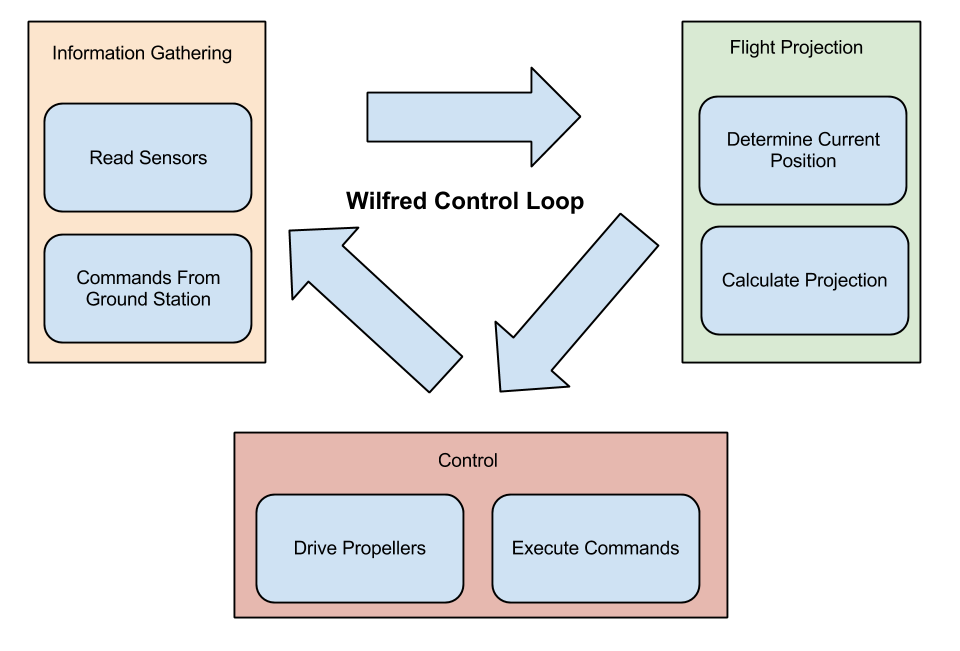 Information Gathering
Read Sensors
Commands From
Ground Station
Wilfred Control Loop
Flight Projection
Determine Current
Position
Calculate Projection
Control
Drive Propellers
Execute Commands